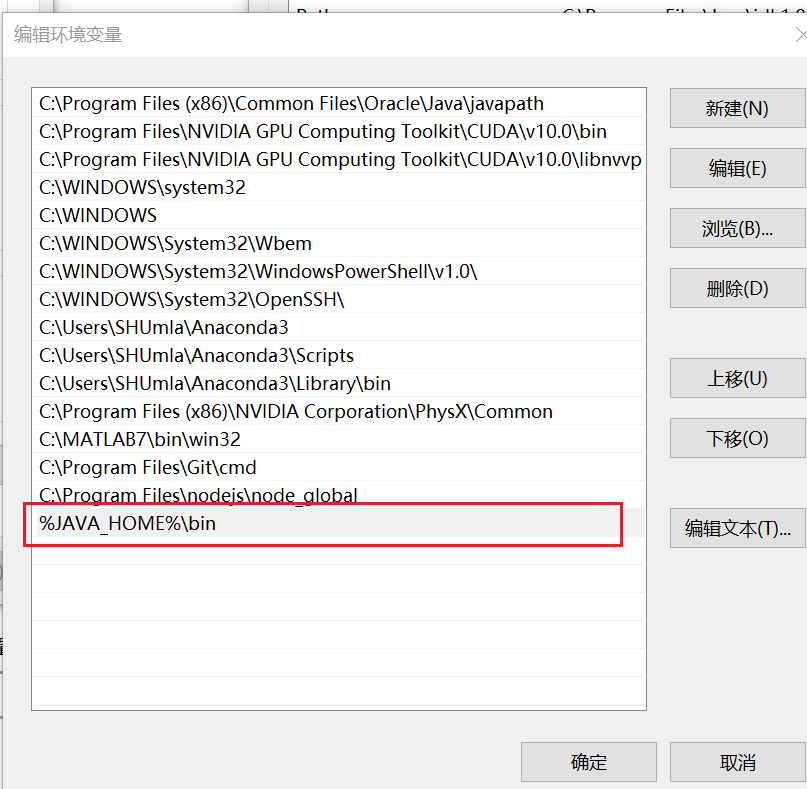 编辑环境变量
C:\Program Files (x86)\Common Files\Oracle\Java\javapath
C:\Program Files\NVIDIA GPU Computing Toolkit\CUDA\v10.0\bin
C:\Program Files\NVIDIA GPU Computing Toolkit\CUDA\v10.0\libnvvp
C:\WINDOWS\system32
C:\WINDOWS
C:\WINDOWS\System32\Wbem
C:\WINDOWS\System32\WindowsPowerShell\v1.0\
C:\WINDOWS\System32\OpenSSH\
C:\Users\SHUmla\Anaconda3
C:\Users\SHUmla\Anaconda3\Scripts
C:\Users\SHUmla\Anaconda3\Library\bin
C:\Program Files (x86)\NVIDIA Corporation\PhysX\Common
C:\MATLAB7\bin\win32
C:\Program Files\Git\cmd
C:\Program Files\nodejs\node_global
%JAVA_HOME%\bin
新建(N)
编辑(E)
浏览(B)...
删除(D)
上移(U)
下移(O)
编辑文本(T)...
确定
取消